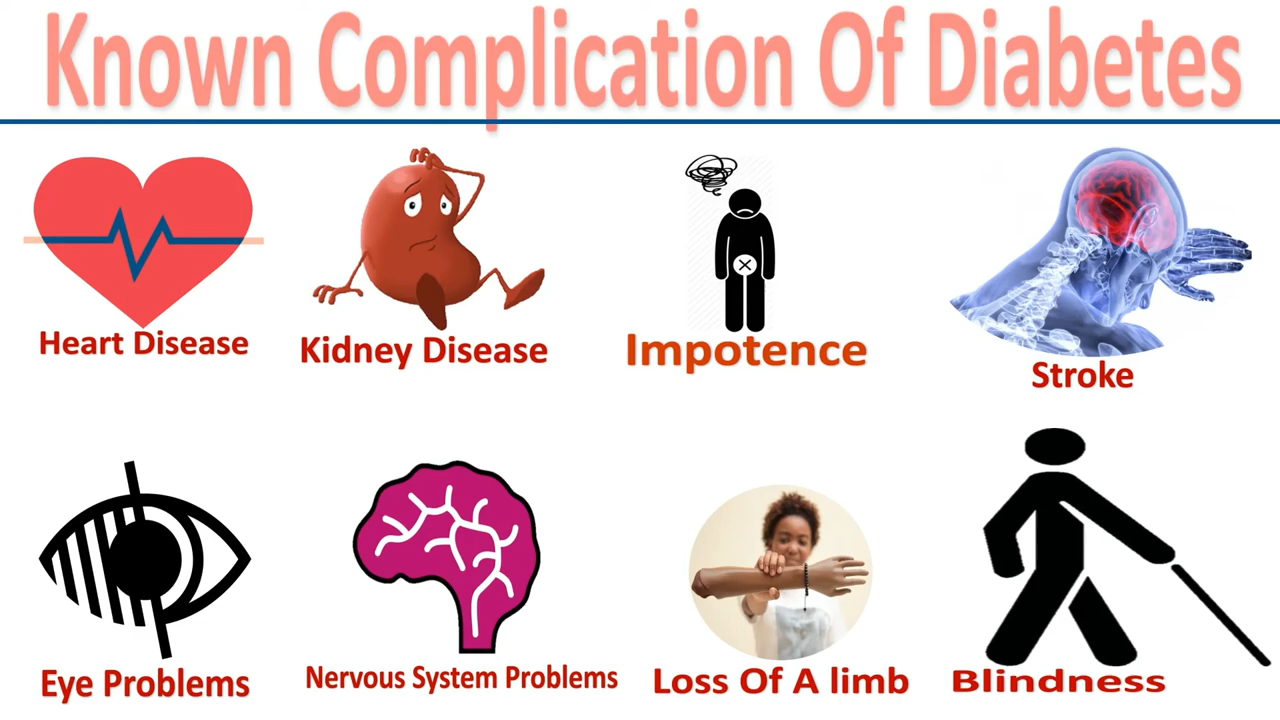 Known Complication Of Diabetes
Heart Disease
Kidney Disease
Impotence
Stroke
Eye Problems
Nervous System Problems
Loss Of A limb
Blindness